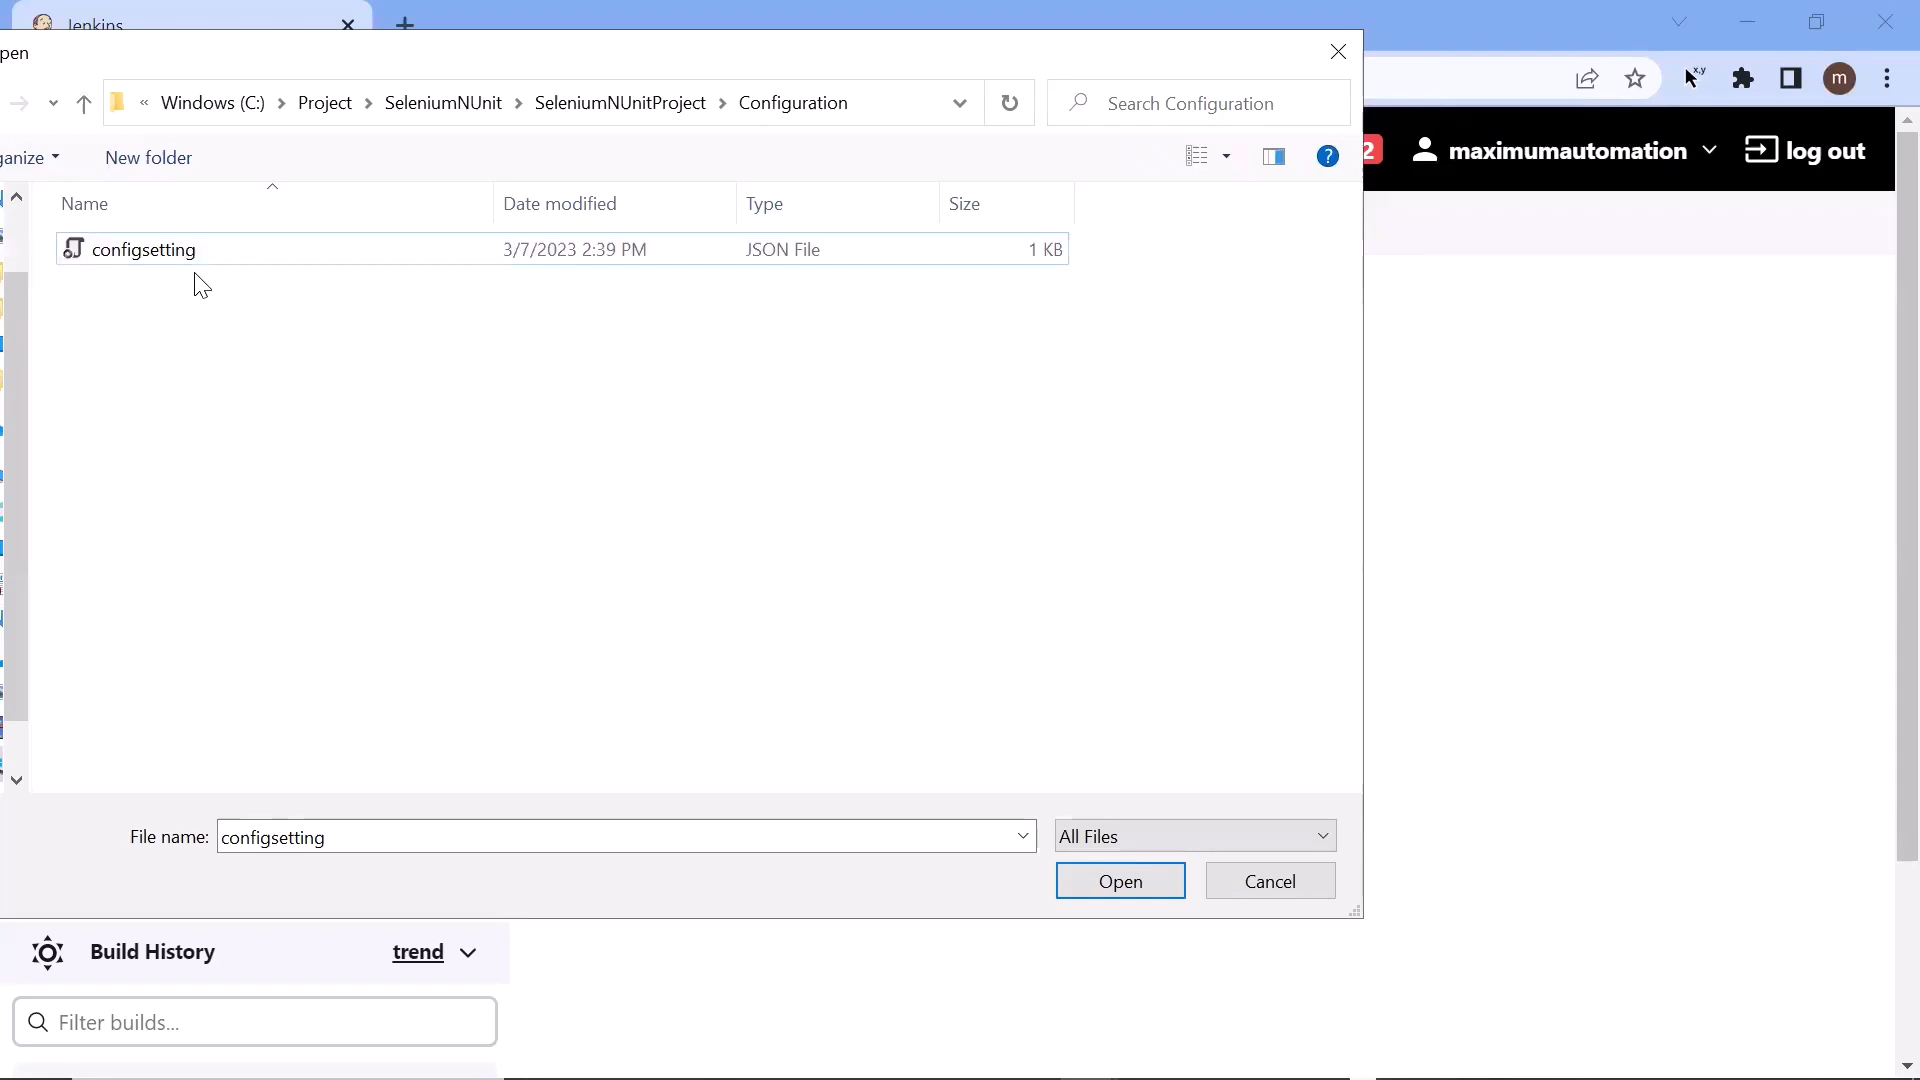 Jenkins
pen
« Windows (C:) > Project > SeleniumNUnit > SeleniumNUnitProject > Configuration
Search Configuration
x,y
m
ganize
New folder
?
2
maximumautomation
log out
Name
Date modified
Type
Size
configsetting
3/7/2023 2:39 PM
JSON File
1 KB
File name:
configsetting
All Files
Open
Cancel
Build History
trend
Filter builds...